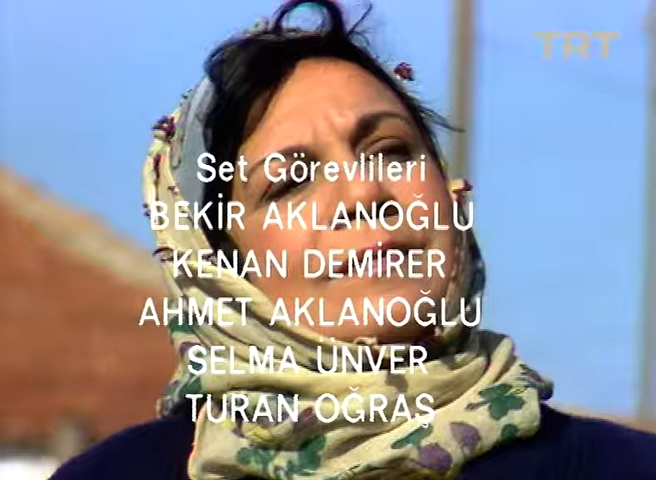 TRT
Set Görevlileri
BEKİR AKLANOĞLU
KENAN DEMİRER
AHMET AKLANOĞLU
SELMA ÜNVER
TURAN OĞRAŞ